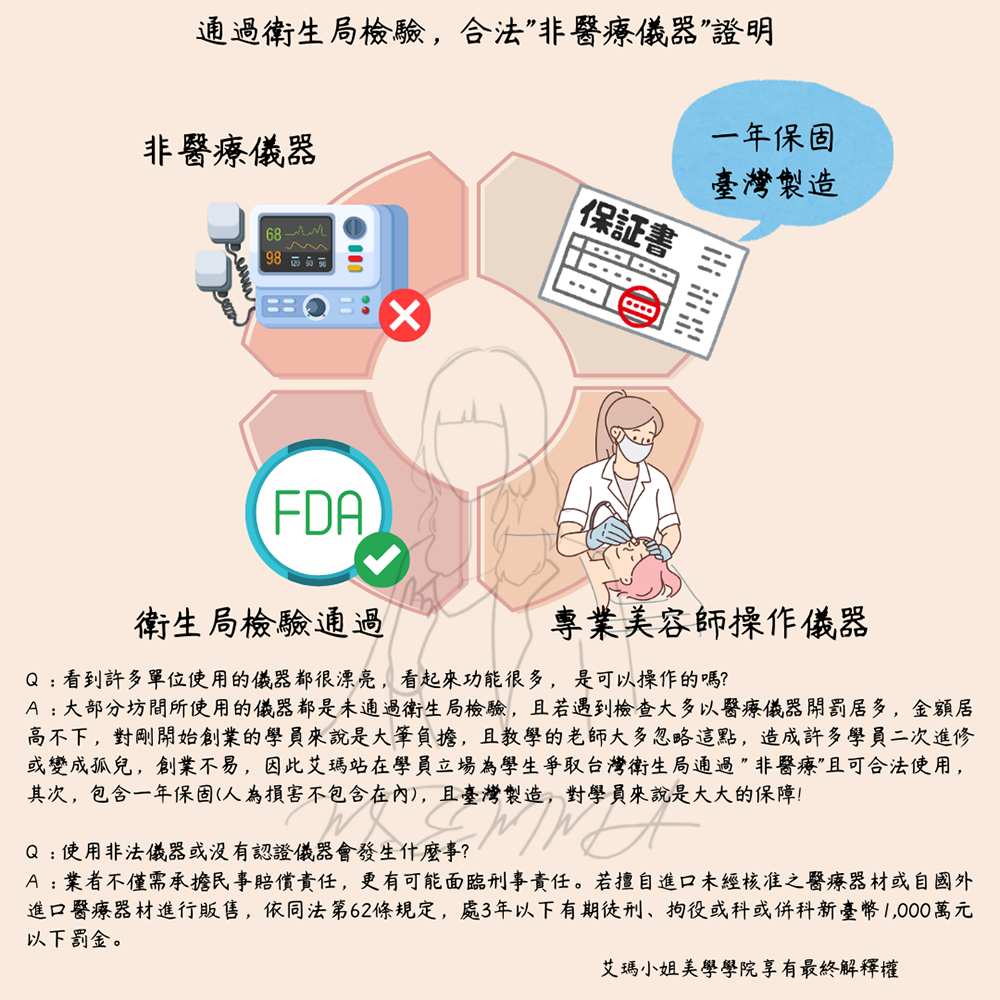 通過衛生局檢驗，合法"非醫療儀器"證明
非醫療儀器
一年保固
臺灣製造
68
98
120 60 90
保証書
FDA
衛生局檢驗通過
專業美容師操作儀器
Q：看到許多單位使用的儀器都很漂亮，看起來功能很多，是可以操作的嗎?
A：大部分坊間所使用的儀器都是未通過衛生局檢驗，且若遇到檢查大多以醫療儀器開罰居多，金額居
高不下，對剛開始創業的學員來說是大筆負擔，且教學的老師大多忽略這點，造成許多學員二次進修
或變成孤兒，創業不易，因此艾瑪站在學員立場為學生爭取台灣衛生局通過"非醫療"且可合法使用，
其次，包含一年保固(人為損害不包含在內)，且臺灣製造，對學員來說是大大的保障!
Q：使用非法儀器或沒有認證儀器會發生什麼事?
A：業者不僅需承擔民事賠償責任，更有可能面臨刑事責任。若擅自進口未經核准之醫療器材或自國外
進口醫療器材進行販售，依同法第62條規定，處3年以下有期徒刑、拘役或科或併科新臺幣1,000萬元
以下罰金。
艾瑪小姐美學學院享有最終解釋權